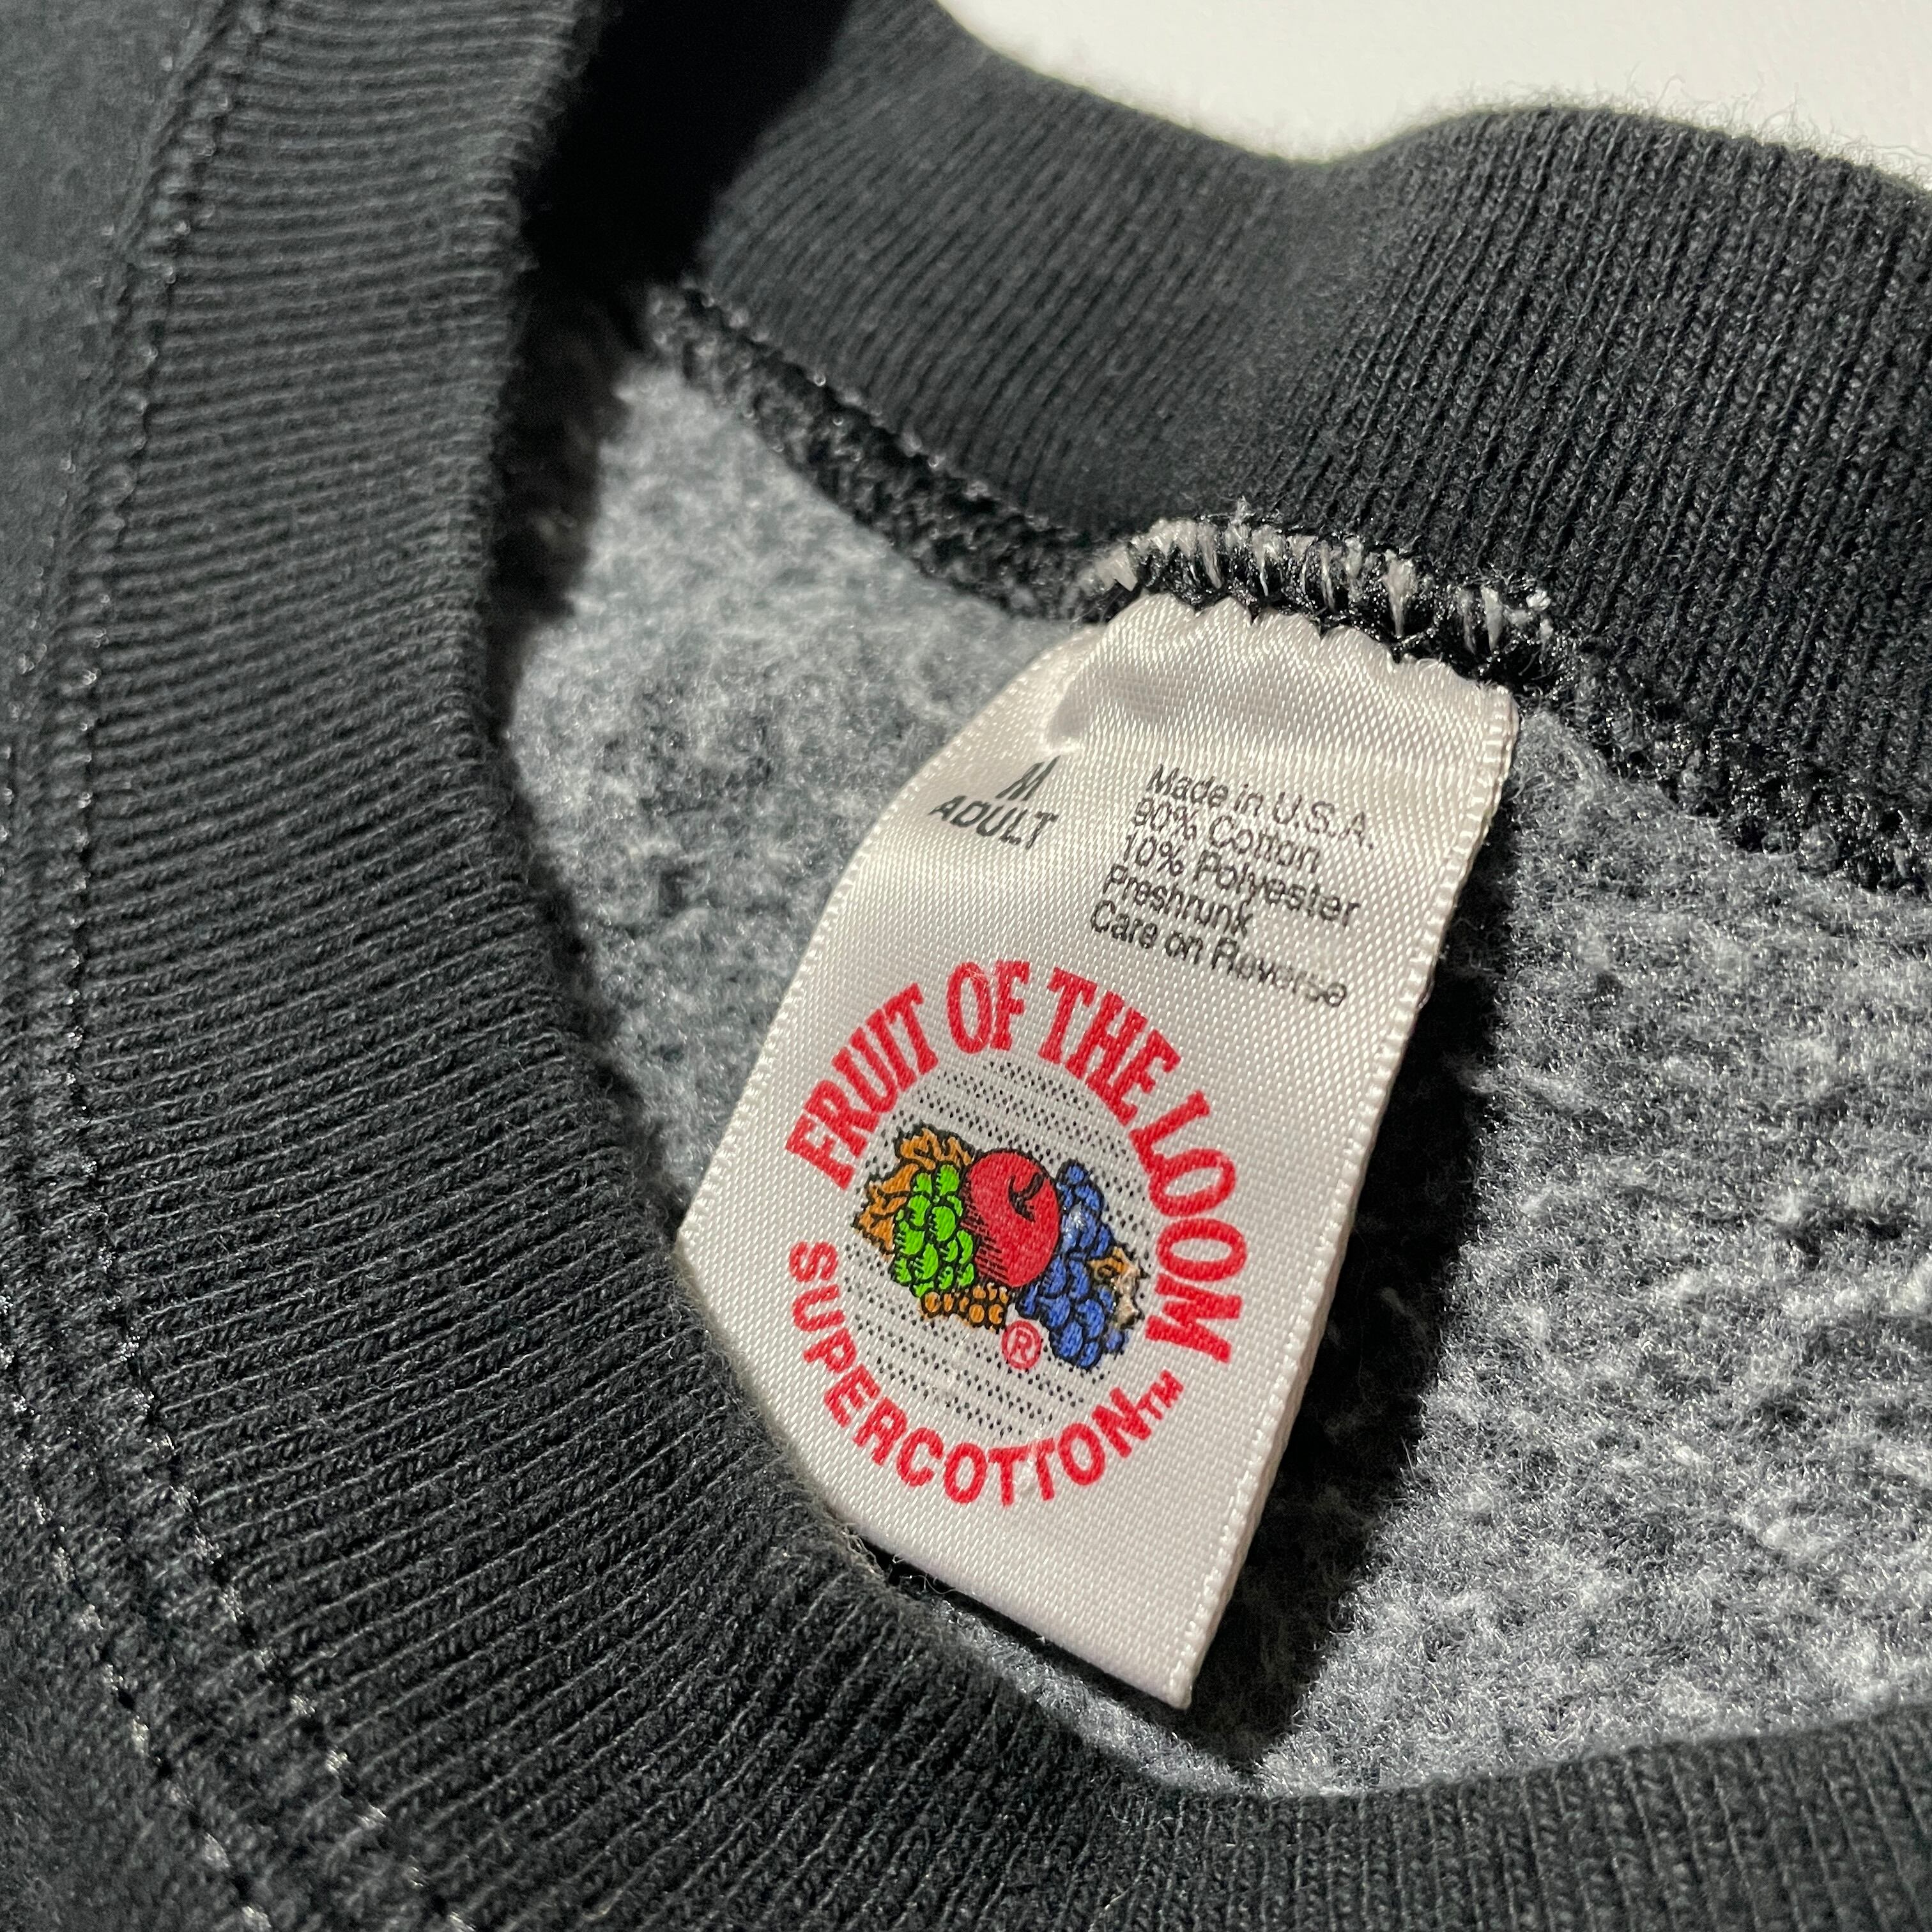 M
ADULT
Made in U.S.A.
90% Cotton
10% Polyester
Preshrunk
Care on Reverse
FRUIT OF THE LOOM
®
SUPERCOTTON™